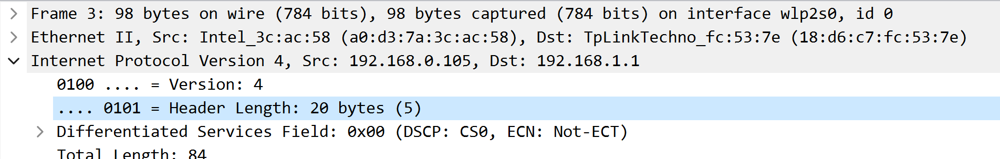 Frame 3: 98 bytes on wire (784 bits), 98 bytes captured (784 bits) on interface wlp2s0, id 0
Ethernet II, Src: Intel_3c:ac:58 (a0:d3:7a:3c:ac:58), Dst: TpLinkTechno_fc:53:7e (18:d6:c7:fc:53:7e)
Internet Protocol Version 4, Src: 192.168.0.105, Dst: 192.168.1.1
0100 .... = Version: 4
.... 0101 = Header Length: 20 bytes (5)
Differentiated Services Field: 0x00 (DSCP: CS0, ECN: Not-ECT)
Total Length: 84